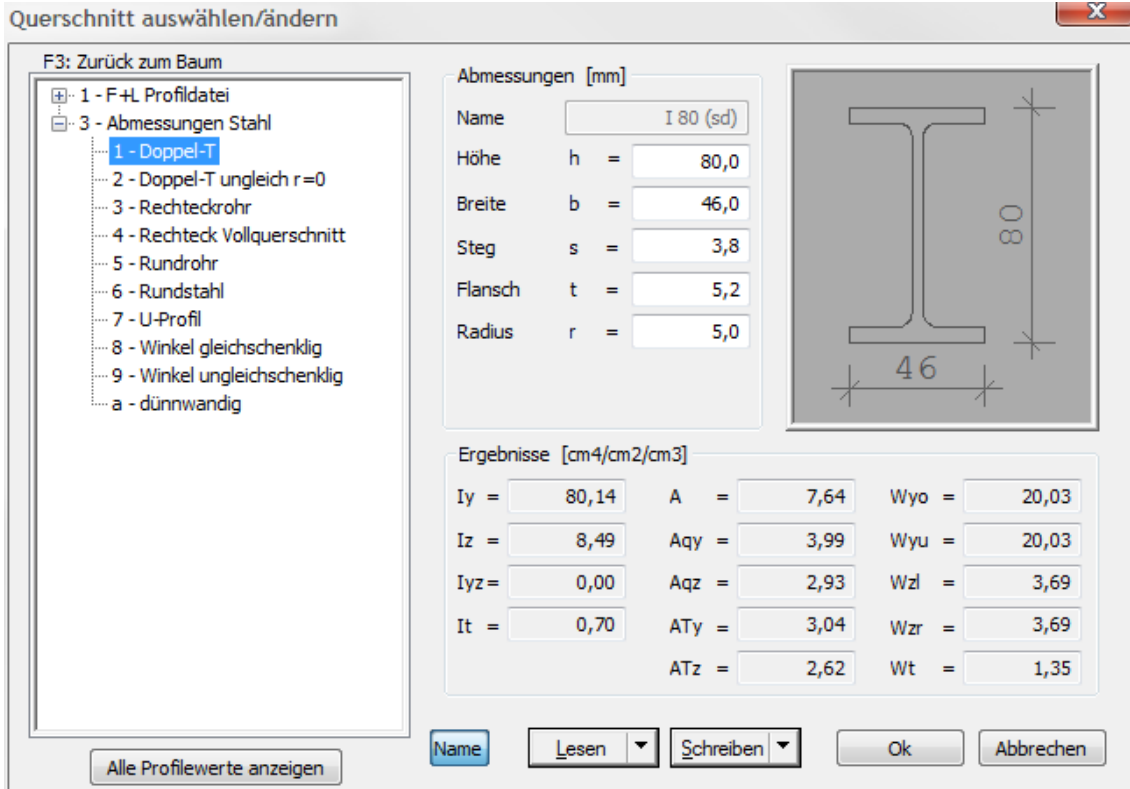 Querschnitt auswählen/ändern
X
F3: Zurück zum Baum
1 - F+L Profildatei
3 - Abmessungen Stahl
1 - Doppel-T
2 - Doppel-T ungleich r=0
3 - Rechteckrohr
4 - Rechteck Vollquerschnitt
5 - Rundrohr
6 - Rundstahl
7 - U-Profil
8 - Winkel gleichschenklig
9 - Winkel ungleichschenklig
a - dünnwandig
Alle Profilewerte anzeigen
Abmessungen [mm]
Name I 80 (sd)
Höhe h = 80,0
Breite b = 46,0
Steg s = 3,8
Flansch t = 5,2
Radius r = 5,0
80
46
Ergebnisse [cm4/cm2/cm3]
Iy = 80,14 A = 7,64 Wyo = 20,03
Iz = 8,49 Aqy = 3,99 Wyu = 20,03
Iyz= 0,00 Aqz = 2,93 Wzl = 3,69
It = 0,70 ATy = 3,04 Wzr = 3,69
ATz = 2,62 Wt = 1,35
Name Lesen Schreiben Ok Abbrechen